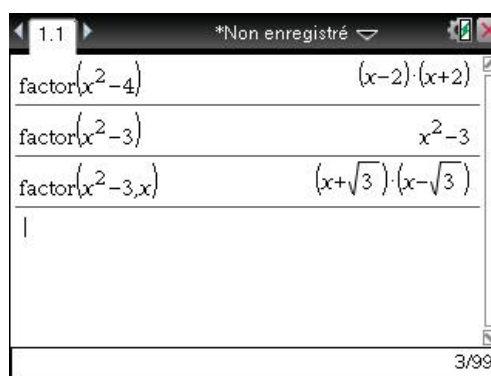 1.1 *Non enregistré
factor(x²-4) (x-2)·(x+2)
factor(x²-3) x²-3
factor(x²-3,x) (x+√3)·(x-√3)
3/99